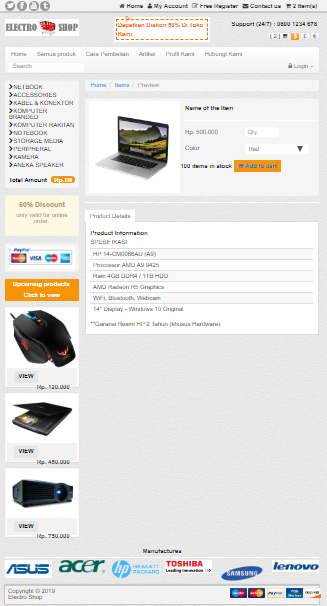 Home My Account Free Register Contact us 2 Item(s)
ELECTRO SHOP
Dapatkan Diskon 50% Di Toko
Kami
Support (24/7) : 0800 1234 678
Home Semua produk Cara Pembelian Artikel Profil Kami Hubungi Kami
Search
Login
NETBOOK
ACCESSORIES
KABEL & KONEKTOR
KOMPUTER
BRANDED
KOMPUTER RAKITAN
NOTEBOOK
STORAGE MEDIA
PERIPHERAL
KAMERA
ANEKA SPEAKER
Total Amount Rp.1M
50% Discount
only valid for online
order.
PayPal VISA
Upcoming products
Click to view
VIEW
Rp. 120.000
VIEW
Rp. 450.000
VIEW
Rp. 750.000
Home / Items / Preview
Name of the Item
Rp. 500.000
Qty.
Color
Red
100 items in stock
Add to cart
Product Details
Product Information
SPESIFIKASI
HP 14-CM0066AU (A9)
Processor AMD A9 9425
Ram 4GB DDR4 / 1TB HDD
AMD Radeon R5 Graphics
WiFi, Bluetooth, Webcam
14" Display - Windows 10 Original
**Garansi Resmi HP 2 Tahun (khusus Hardware).
Manufactures
ASUS
acer
hp HEWLETT
PACKARD
TOSHIBA
Leading Innovation >>>
SAMSUNG
lenovo
Copyright © 2019
Electro Shop
PayPal